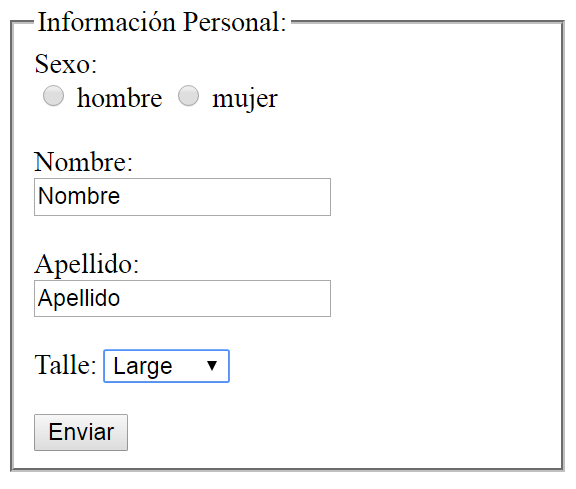 Información Personal:
Sexo:
hombre mujer
Nombre:
Nombre
Apellido:
Apellido
Talle: Large
Enviar